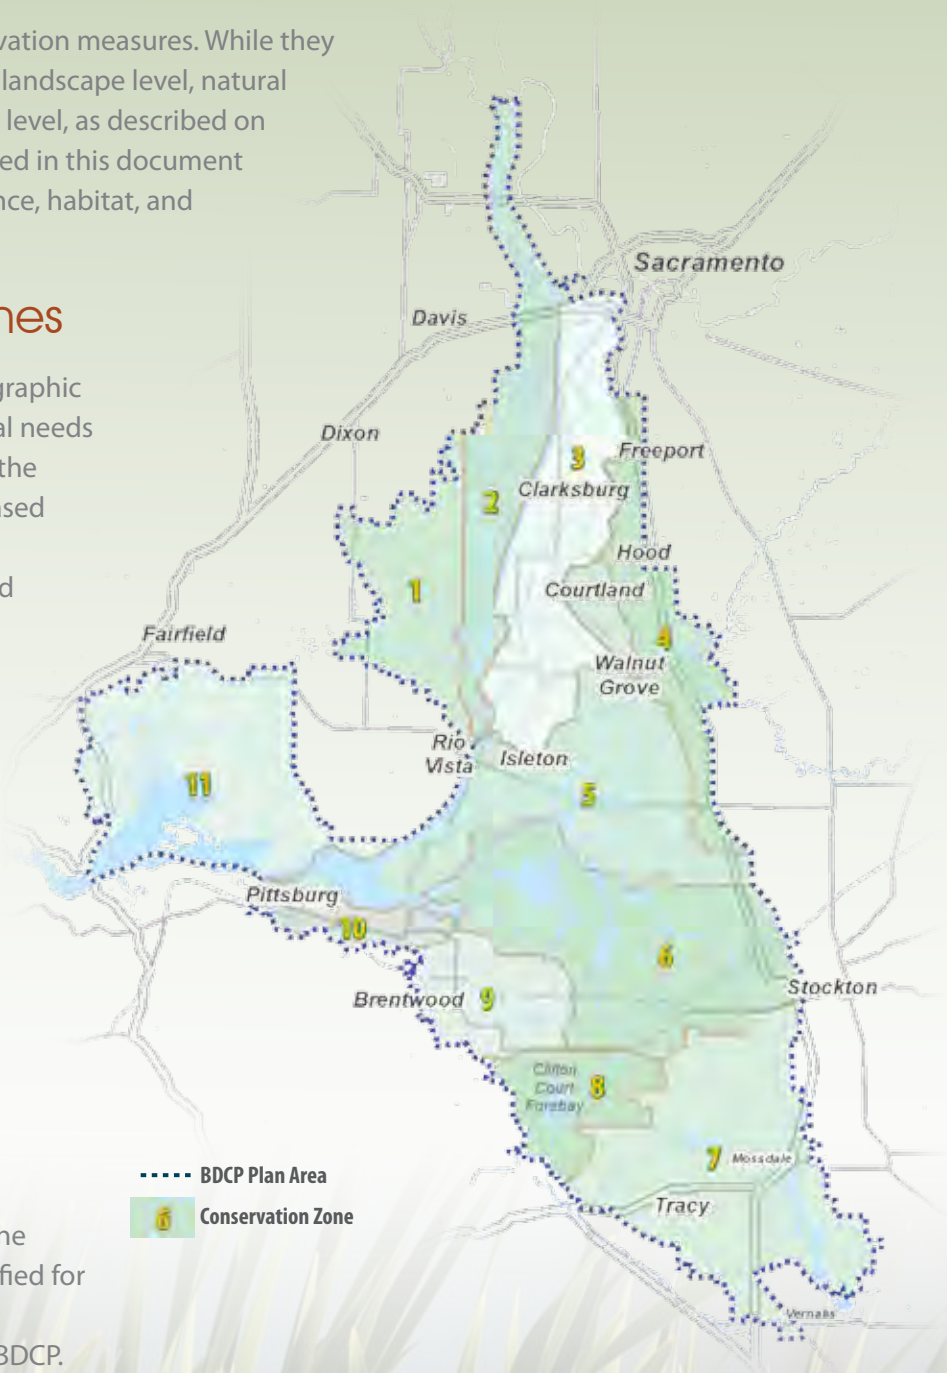 vation measures. While they
landscape level, natural
level, as described on
ed in this document
nce, habitat, and
nes
graphic
al needs
the
ased
d
he
fied for
BDCP.
Sacramento
Davis
Dixon
3
Freeport
2
Clarksburg
Hood
1
Courtland
Fairfield
4
Walnut
Grove
Rio
Vista
Isleton
11
5
Pittsburg
10
6
Stockton
Brentwood
9
Clifton
Court
Forebay
8
7
Mossdale
Tracy
Vernalis
BDCP Plan Area
6
Conservation Zone